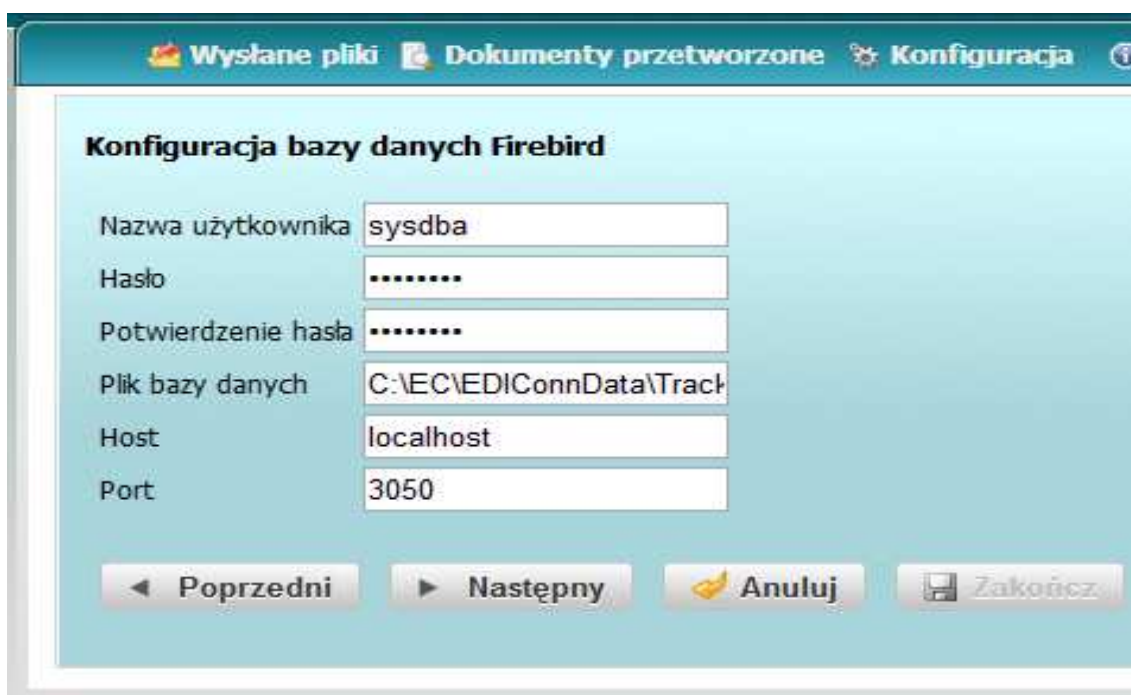 Wysłane pliki Dokumenty przetworzone Konfiguracja
Konfiguracja bazy danych Firebird
Nazwa użytkownika sysdba
Hasło ••••••••
Potwierdzenie hasła ••••••••
Plik bazy danych C:\EC\EDIConnData\Track
Host localhost
Port 3050
Poprzedni Następny Anuluj Zakończ